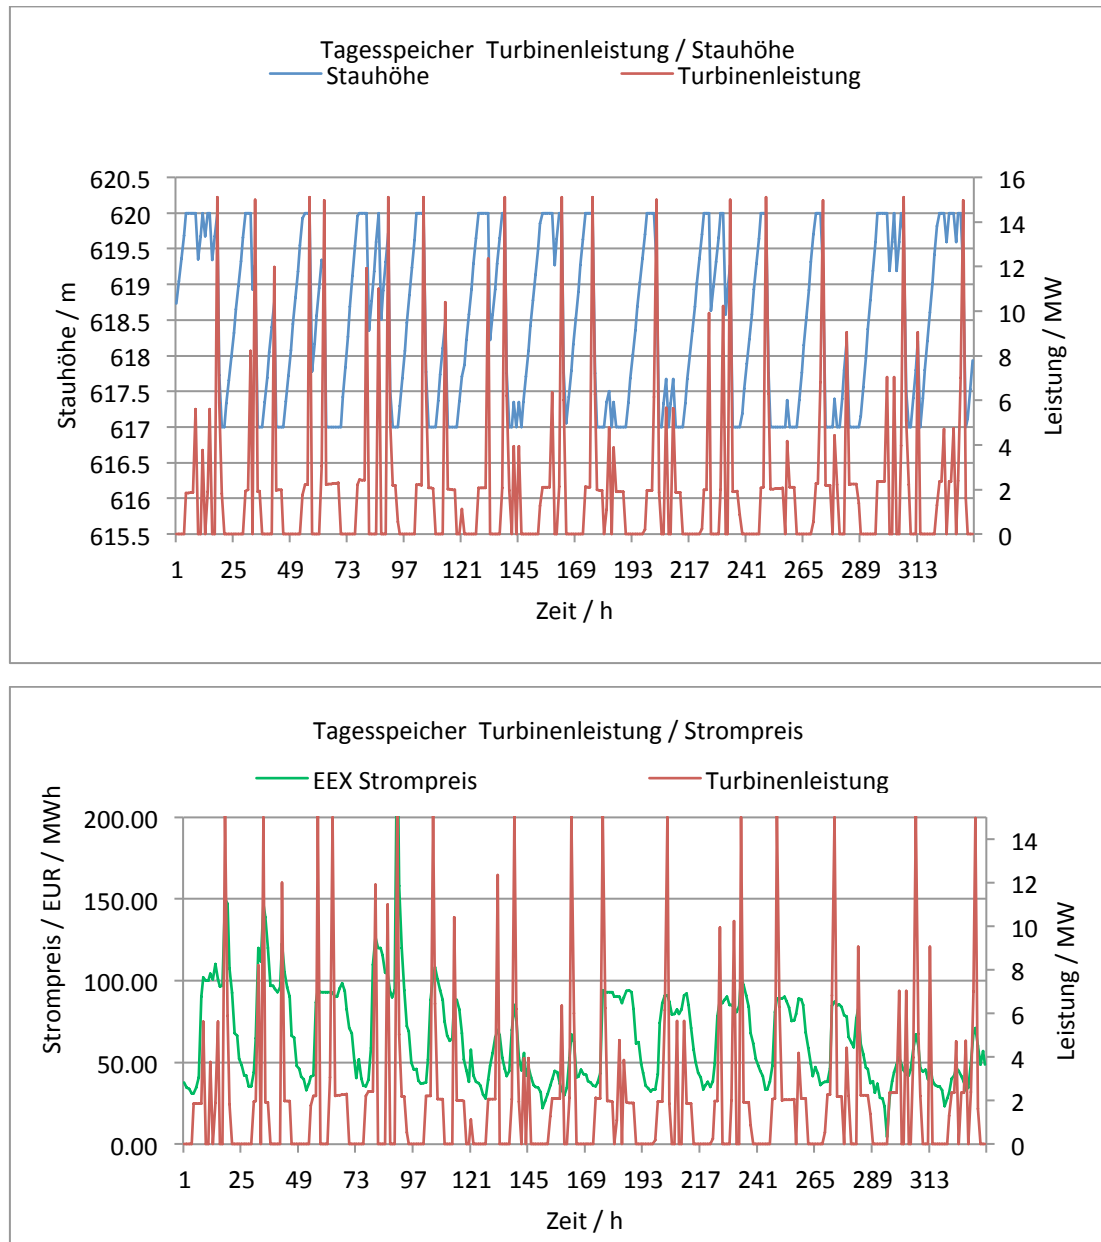 Tagesspeicher Turbinenleistung / Stauhöhe
Stauhöhe Turbinenleistung
620.5
620
619.5
619
618.5
618
617.5
617
616.5
616
615.5
Stauhöhe / m
16
14
12
10
8
6
4
2
0
Leistung / MW
1 25 49 73 97 121 145 169 193 217 241 265 289 313
Zeit / h
Tagesspeicher Turbinenleistung / Strompreis
EEX Strompreis Turbinenleistung
200.00
150.00
100.00
50.00
0.00
Strompreis / EUR / MWh
14
12
10
8
6
4
2
0
Leistung / MW
1 25 49 73 97 121 145 169 193 217 241 265 289 313
Zeit / h